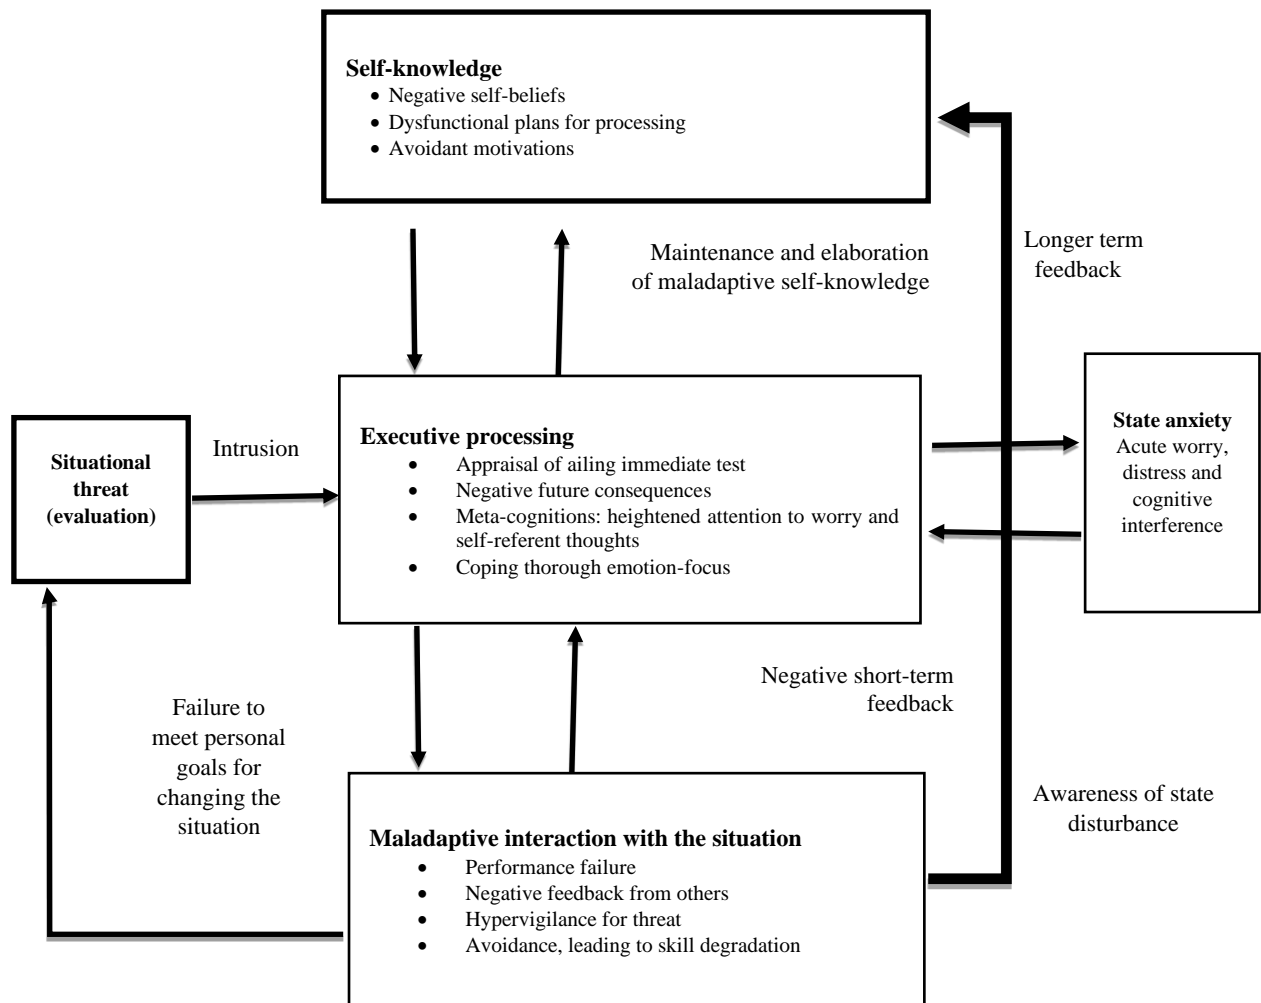 Self-knowledge
• Negative self-beliefs
• Dysfunctional plans for processing
• Avoidant motivations
Maintenance and elaboration
of maladaptive self-knowledge
Longer term
feedback
Situational
threat
(evaluation)
Intrusion
Executive processing
• Appraisal of ailing immediate test
• Negative future consequences
• Meta-cognitions: heightened attention to worry and
self-referent thoughts
• Coping thorough emotion-focus
State anxiety
Acute worry,
distress and
cognitive
interference
Negative short-term
feedback
Failure to
meet personal
goals for
changing the
situation
Awareness of state
disturbance
Maladaptive interaction with the situation
• Performance failure
• Negative feedback from others
• Hypervigilance for threat
• Avoidance, leading to skill degradation